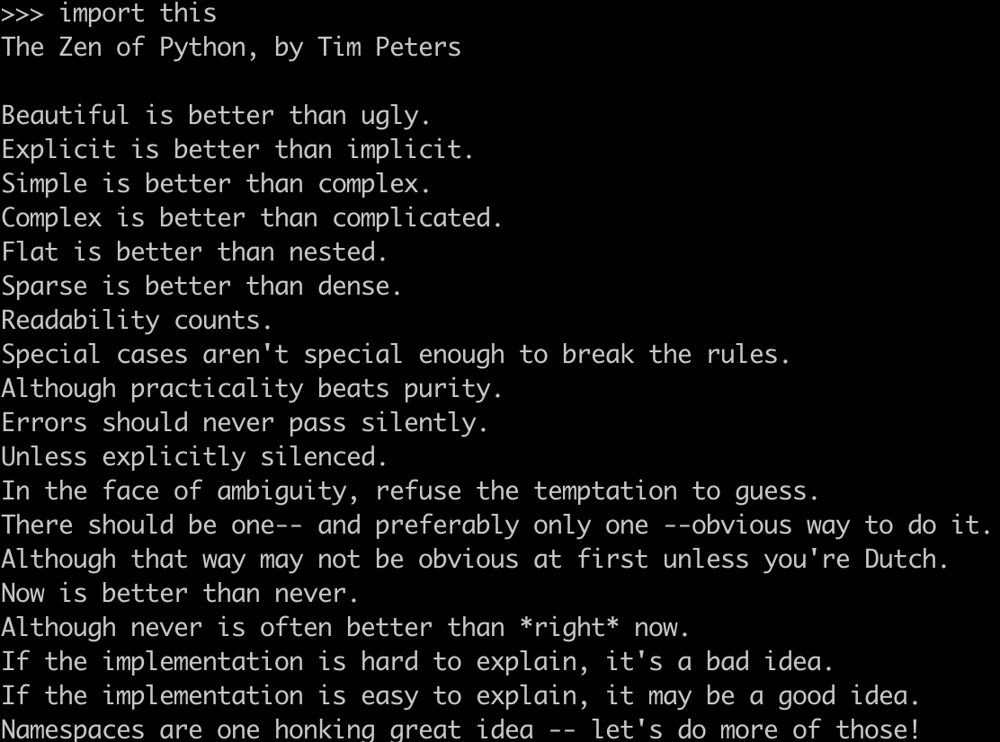 >>> import this
The Zen of Python, by Tim Peters

Beautiful is better than ugly.
Explicit is better than implicit.
Simple is better than complex.
Complex is better than complicated.
Flat is better than nested.
Sparse is better than dense.
Readability counts.
Special cases aren't special enough to break the rules.
Although practicality beats purity.
Errors should never pass silently.
Unless explicitly silenced.
In the face of ambiguity, refuse the temptation to guess.
There should be one-- and preferably only one --obvious way to do it.
Although that way may not be obvious at first unless you're Dutch.
Now is better than never.
Although never is often better than *right* now.
If the implementation is hard to explain, it's a bad idea.
If the implementation is easy to explain, it may be a good idea.
Namespaces are one honking great idea -- let's do more of those!